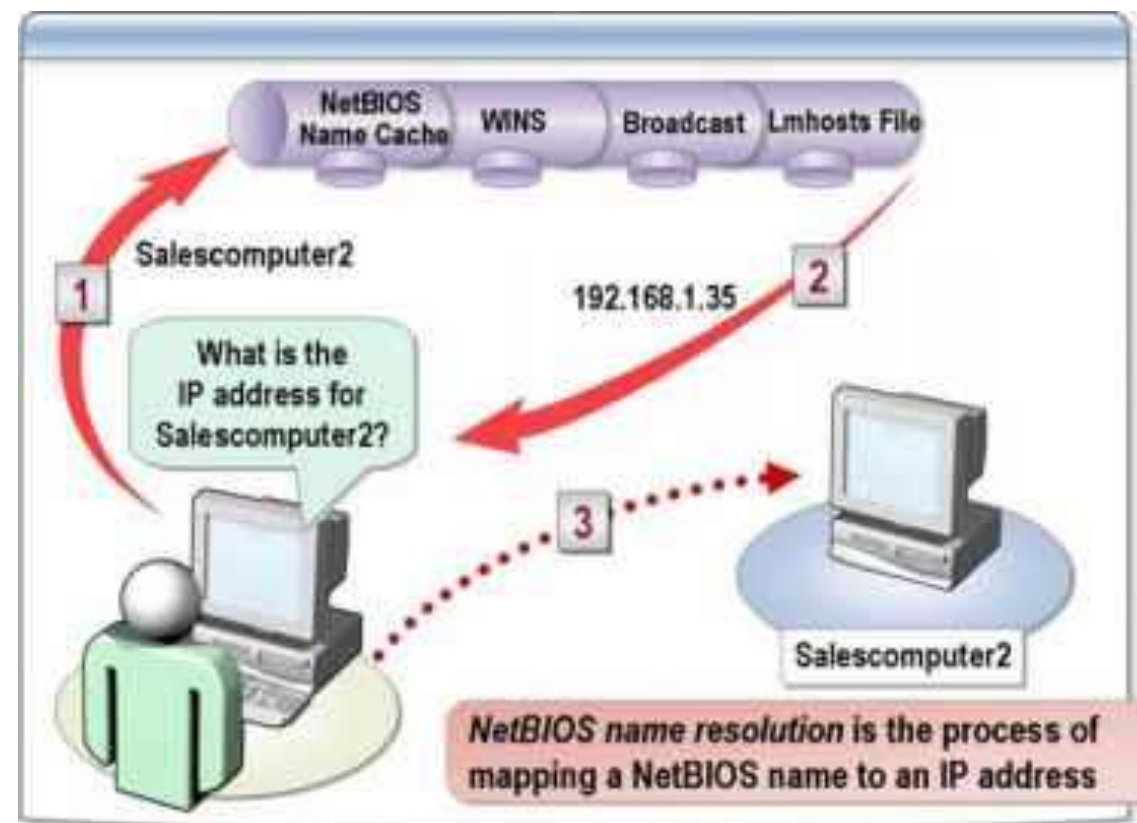 NetBIOS
Name Cache
WINS
Broadcast
Lmhosts File
Salescomputer2
1
2
192.168.1.35
What is the
IP address for
Salescomputer2?
3
Salescomputer2
NetBIOS name resolution is the process of
mapping a NetBIOS name to an IP address